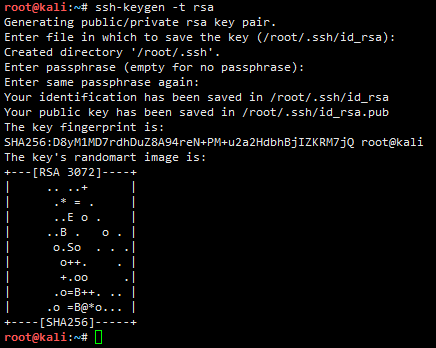 root@kali:~# ssh-keygen -t rsa
Generating public/private rsa key pair.
Enter file in which to save the key (/root/.ssh/id_rsa):
Created directory '/root/.ssh'.
Enter passphrase (empty for no passphrase):
Enter same passphrase again:
Your identification has been saved in /root/.ssh/id_rsa
Your public key has been saved in /root/.ssh/id_rsa.pub
The key fingerprint is:
SHA256:D8yM1MD7rdhDuZ8A94reN+PM+u2a2HdbhBjIZKRM7jQ root@kali
The key's randomart image is:
+---[RSA 3072]----+
|     .. ..+      |
|      .* = .     |
|      ..E o .    |
|     ..B .   o . |
|      o.So  . . .|
|       o++.    . |
|       +.oo     .|
|      .o=B++. .. |
|     .o =B@*o... |
+----[SHA256]-----+
root@kali:~#